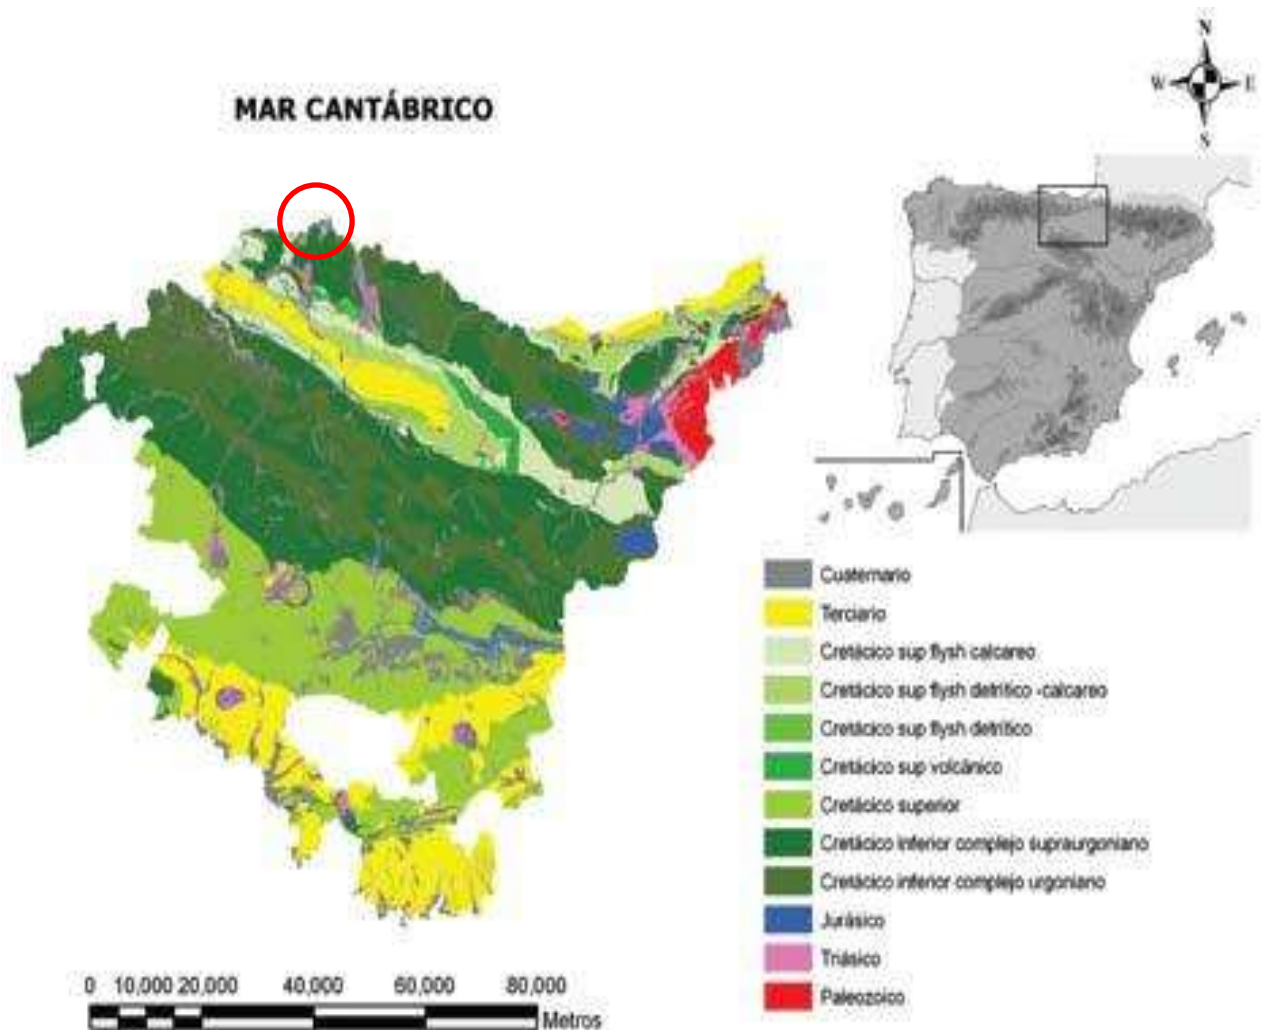 N
W E
S
MAR CANTÁBRICO
Cuaternario
Terciario
Cretácico sup flysh calcareo
Cretácico sup flysh detrítico -calcareo
Cretácico sup flysh detrítico
Cretácico sup volcánico
Cretácico superior
Cretácico inferior complejo supraurgoniano
Cretácico inferior complejo urgoniano
Jurásico
Triásico
Paleozoico
0 10,000 20,000 40,000 60,000 80,000
Metros